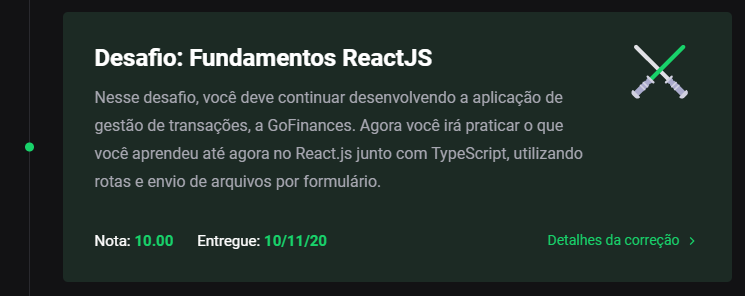 Desafio: Fundamentos ReactJS
Nesse desafio, você deve continuar desenvolvendo a aplicação de
gestão de transações, a GoFinances. Agora você irá praticar o que
você aprendeu até agora no React.js junto com TypeScript, utilizando
rotas e envio de arquivos por formulário.
Nota: 10.00 Entregue: 10/11/20 Detalhes da correção